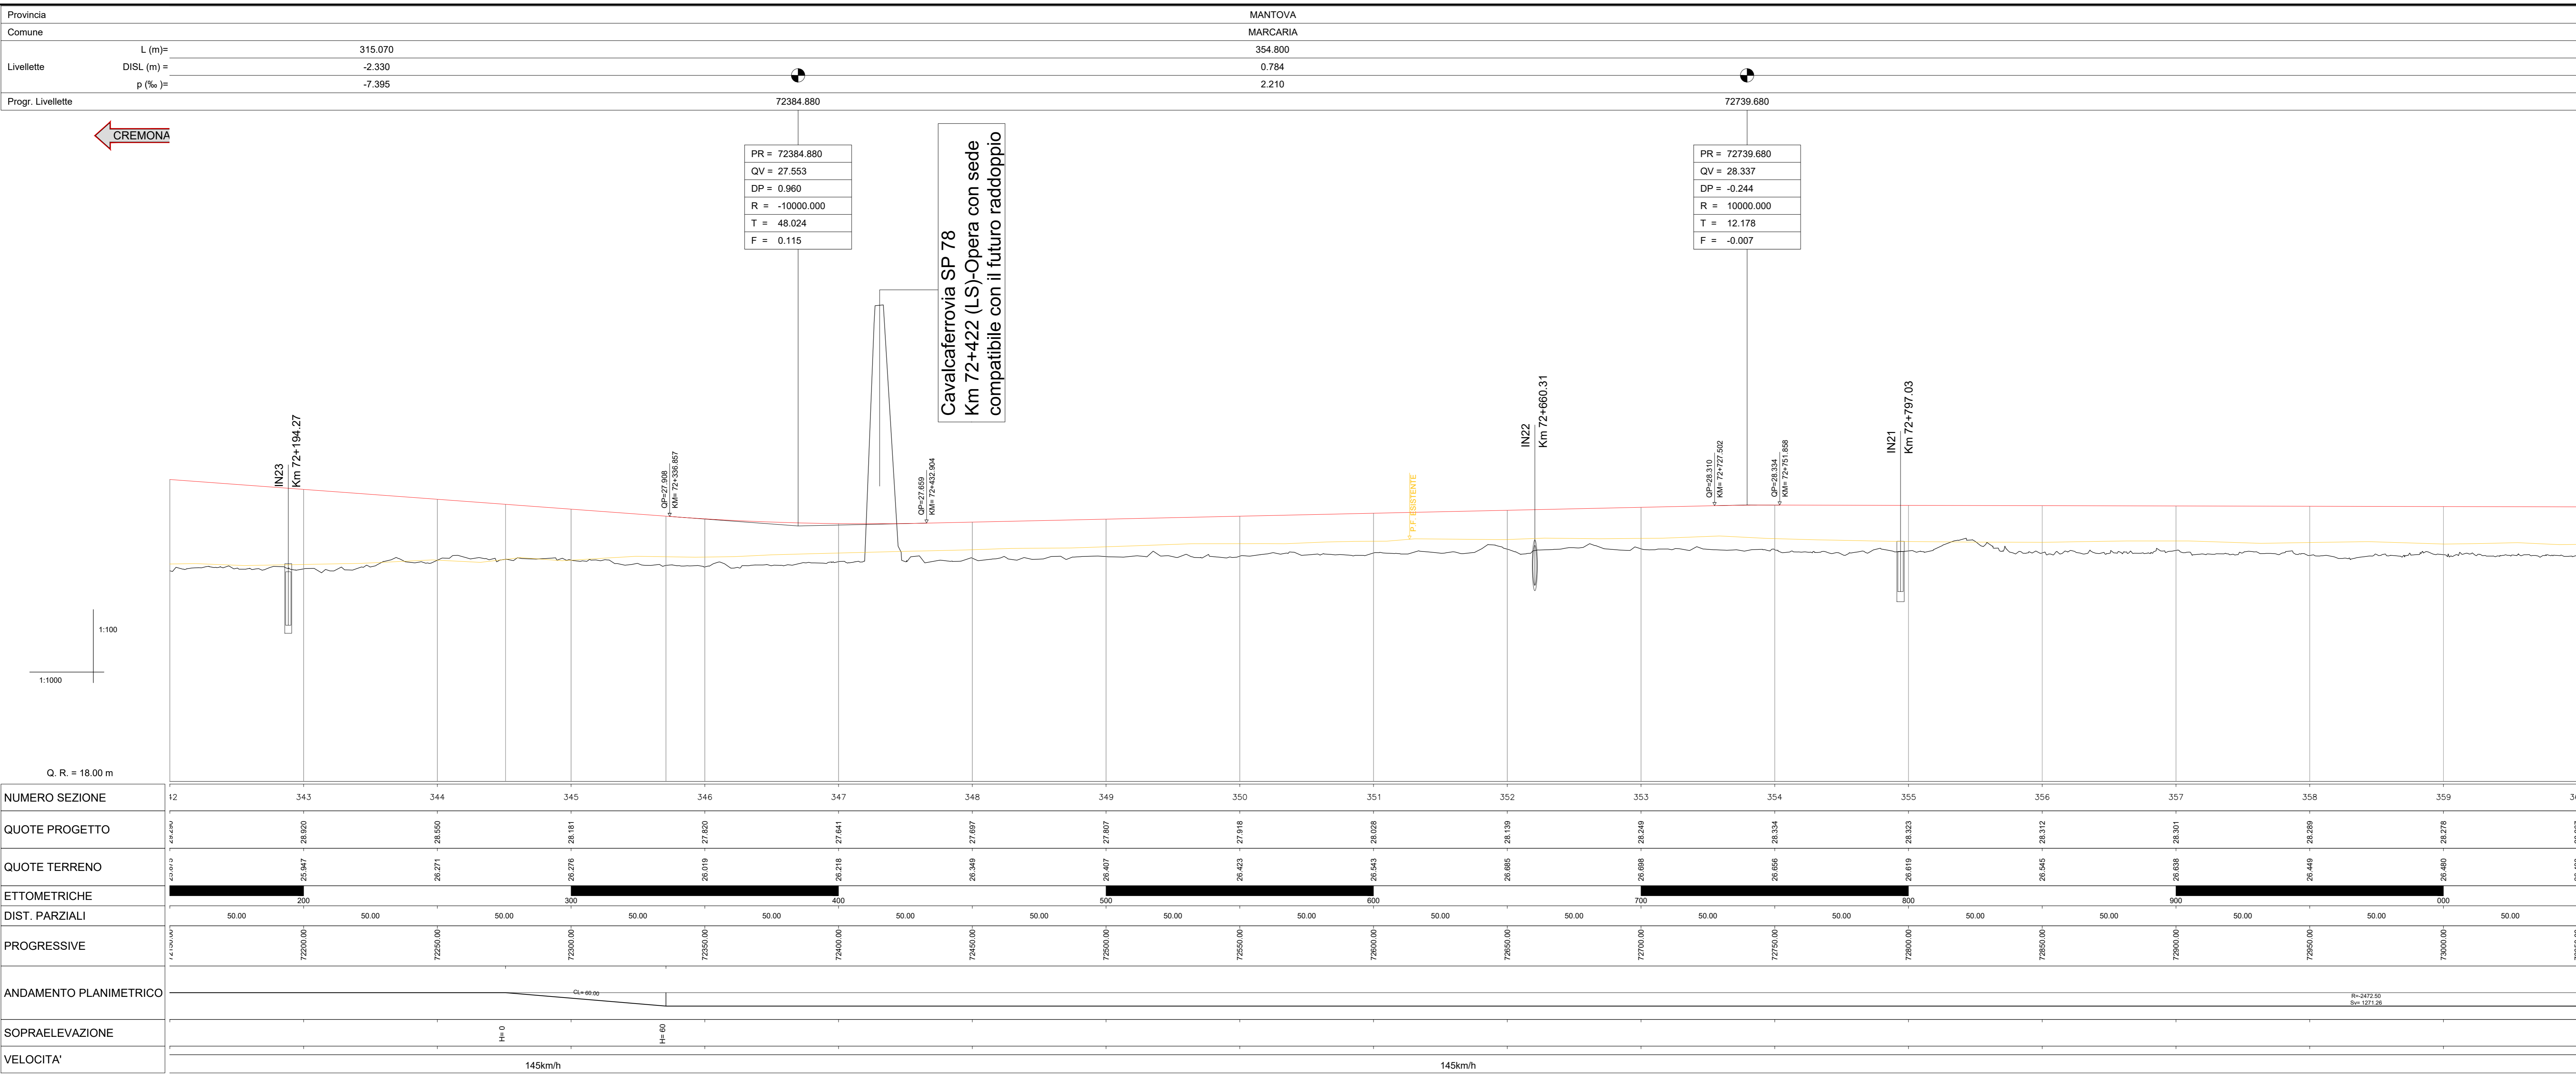 Provincia MANTOVA
Comune MARCARIA
L (m)= 315.070 354.800
Livellette DISL (m) = -2.330 0.784
p (‰ )= -7.395 2.210
Progr. Livellette 72384.880 72739.680
CREMONA
PR = 72384.880
QV = 27.553
DP = 0.960
R = -10000.000
T = 48.024
F = 0.115
Cavalcaferrovia SP 78
Km 72+422 (LS)-Opera con sede
compatibile con il futuro raddoppio
PR = 72739.680
QV = 28.337
DP = -0.244
R = 10000.000
T = 12.178
F = -0.007
IN23
Km 72+194.27
QP=27.908
KM= 72+336.857
QP=27.659
KM= 72+432.904
P.F. ESISTENTE
IN22
Km 72+660.31
QP=28.310
KM= 72+727.502
QP=28.334
KM= 72+751.858
IN21
Km 72+797.03
1:100
1:1000
Q. R. = 18.00 m
NUMERO SEZIONE 343 344 345 346 347 348 349 350 351 352 353 354 355 356 357 358 359
QUOTE PROGETTO 28.920 28.550 28.181 27.820 27.641 27.697 27.807 27.918 28.028 28.139 28.249 28.334 28.323 28.312 28.301 28.289 28.278
QUOTE TERRENO 25.947 26.271 26.276 26.019 26.218 26.349 26.407 26.423 26.543 26.685 26.698 26.656 26.619 26.545 26.638 26.449 26.480
ETTOMETRICHE 200 300 400 500 600 700 800 900 000
DIST. PARZIALI 50.00 50.00 50.00 50.00 50.00 50.00 50.00 50.00 50.00 50.00 50.00 50.00 50.00 50.00 50.00 50.00 50.00 50.00
PROGRESSIVE 72200.00 72250.00 72300.00 72350.00 72400.00 72450.00 72500.00 72550.00 72600.00 72650.00 72700.00 72750.00 72800.00 72850.00 72900.00 72950.00 73000.00
ANDAMENTO PLANIMETRICO CL= 60.00 R=-2472.50
Sv= 1271.26
SOPRAELEVAZIONE H= 0 H= 60
VELOCITA' 145km/h 145km/h